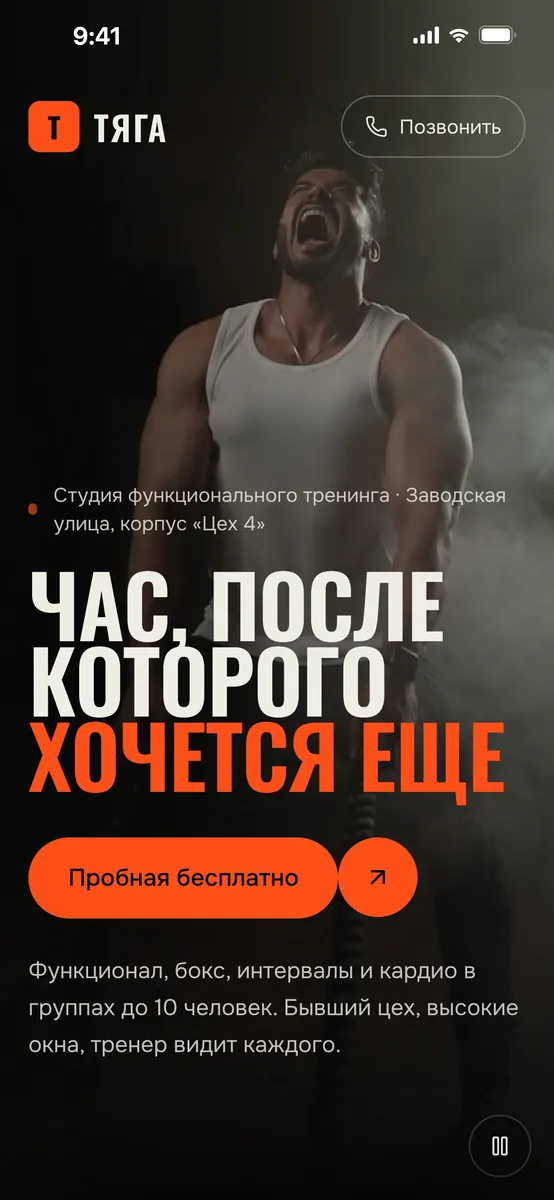 9:41
Т ТЯГА
Позвонить
Студия функционального тренинга · Заводская
улица, корпус «Цех 4»
ЧАС, ПОСЛЕ
КОТОРОГО
ХОЧЕТСЯ ЕЩЕ
Пробная бесплатно
Функционал, бокс, интервалы и кардио в
группах до 10 человек. Бывший цех, высокие
окна, тренер видит каждого.